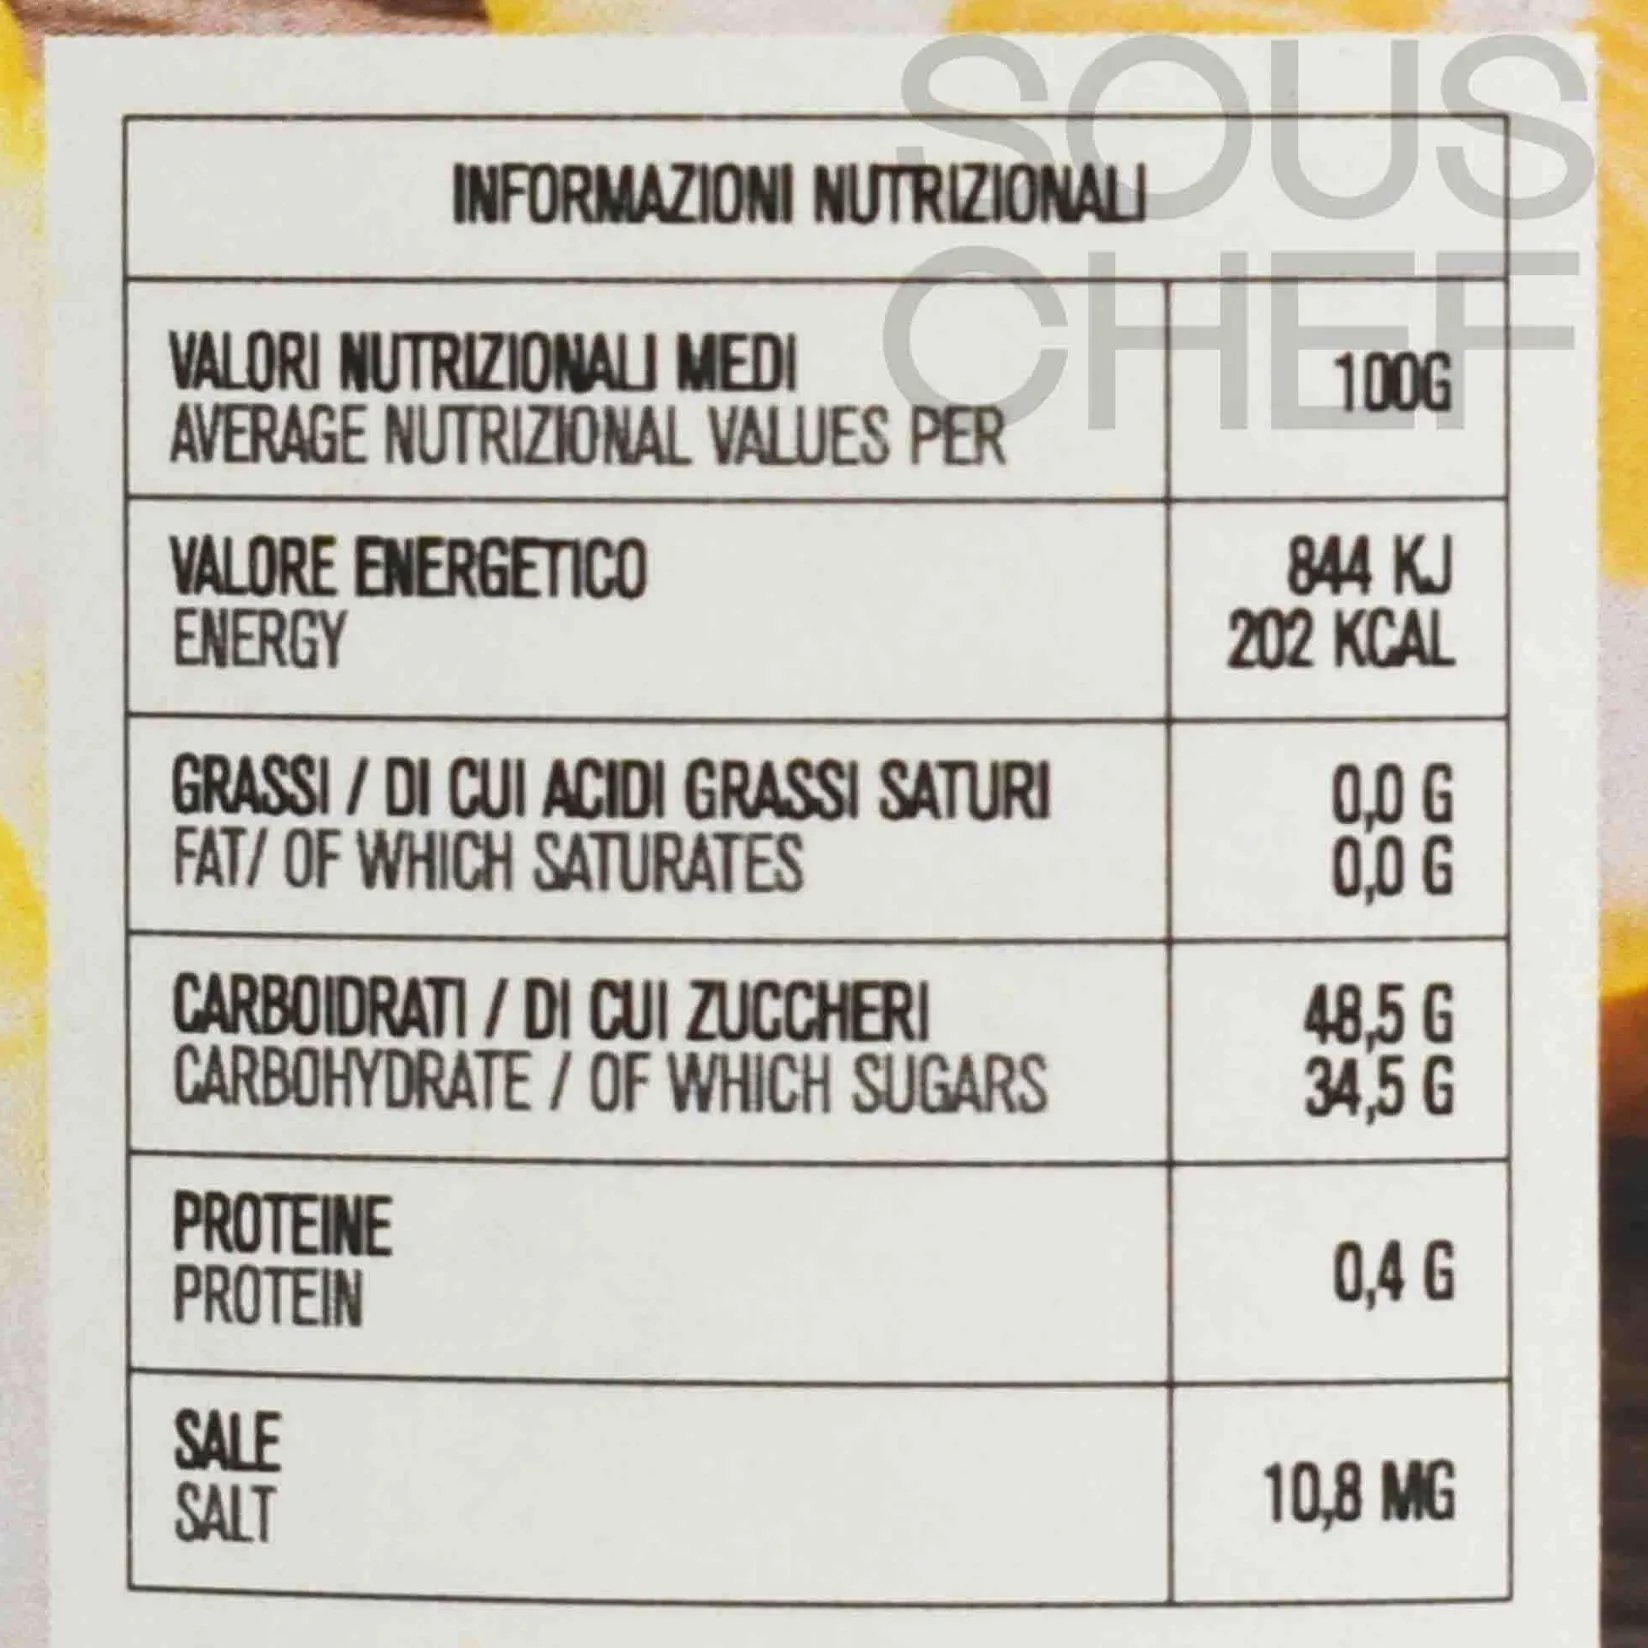 SOUS
CHEF
INFORMAZIONI NUTRIZIONALI
VALORI NUTRIZIONALI MEDI
AVERAGE NUTRIZIONAL VALUES PER
100G
VALORE ENERGETICO
ENERGY
844 KJ
202 KCAL
GRASSI / DI CUI ACIDI GRASSI SATURI
FAT/ OF WHICH SATURATES
0,0 G
0,0 G
CARBOIDRATI / DI CUI ZUCCHERI
CARBOHYDRATE / OF WHICH SUGARS
48,5 G
34,5 G
PROTEINE
PROTEIN
0,4 G
SALE
SALT
10,8 MG